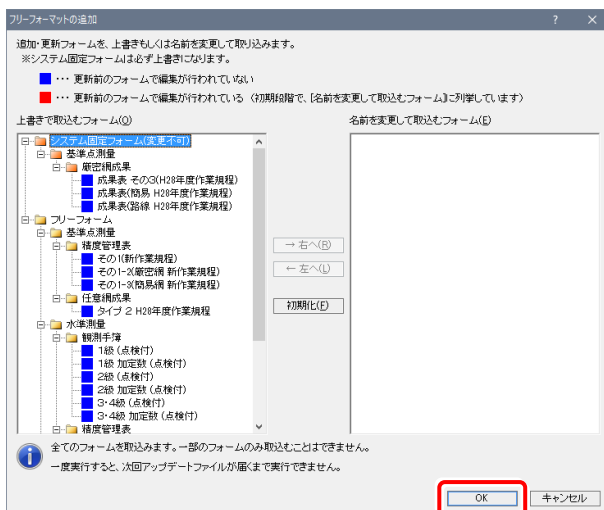 フリーフォーマットの追加
追加・更新フォームを、上書きもしくは名前を変更して取り込みます。
※システム固定フォームは必ず上書きになります。
・・・ 更新前のフォームで編集が行われていない
・・・ 更新前のフォームで編集が行われている (初期段階で、[名前を変更して取込むフォーム]に列挙しています)
上書きで取込むフォーム(O)
名前を変更して取込むフォーム(E)
システム固定フォーム(変更不可)
基準点測量
厳密網成果
成果表 その3(H28年度作業規程)
成果表(簡易 H28年度作業規程)
成果表(路線 H28年度作業規程)
フリーフォーム
基準点測量
精度管理表
その1(新作業規程)
その1-2(厳密網 新作業規程)
その1-3(簡易網 新作業規程)
任意網成果
タイプ 2 H28年度作業規程
水準測量
観測手簿
1級 (点検付)
1級 加定数 (点検付)
2級 (点検付)
2級 加定数 (点検付)
3・4級 (点検付)
3・4級 加定数 (点検付)
精度管理表
→ 右へ(R)
← 左へ(L)
初期化(F)
全てのフォームを取込みます。一部のフォームのみ取込むことはできません。
一度実行すると、次回アップデートファイルが届くまで実行できません。
OK
キャンセル